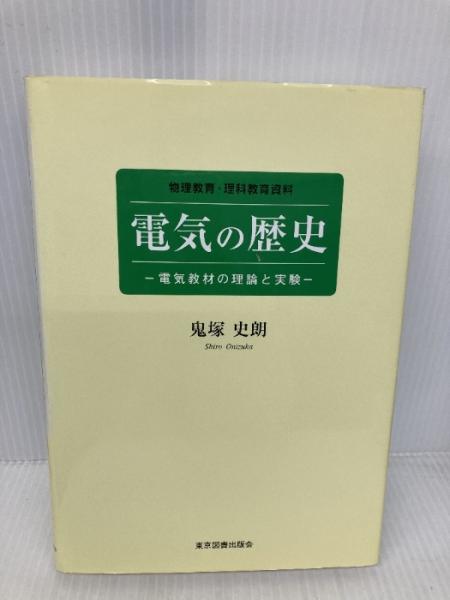 物理教育・理科教育資料
電気の歴史
－電気教材の理論と実験－
鬼塚 史朗
Shiro Onizuka
東京図書出版会